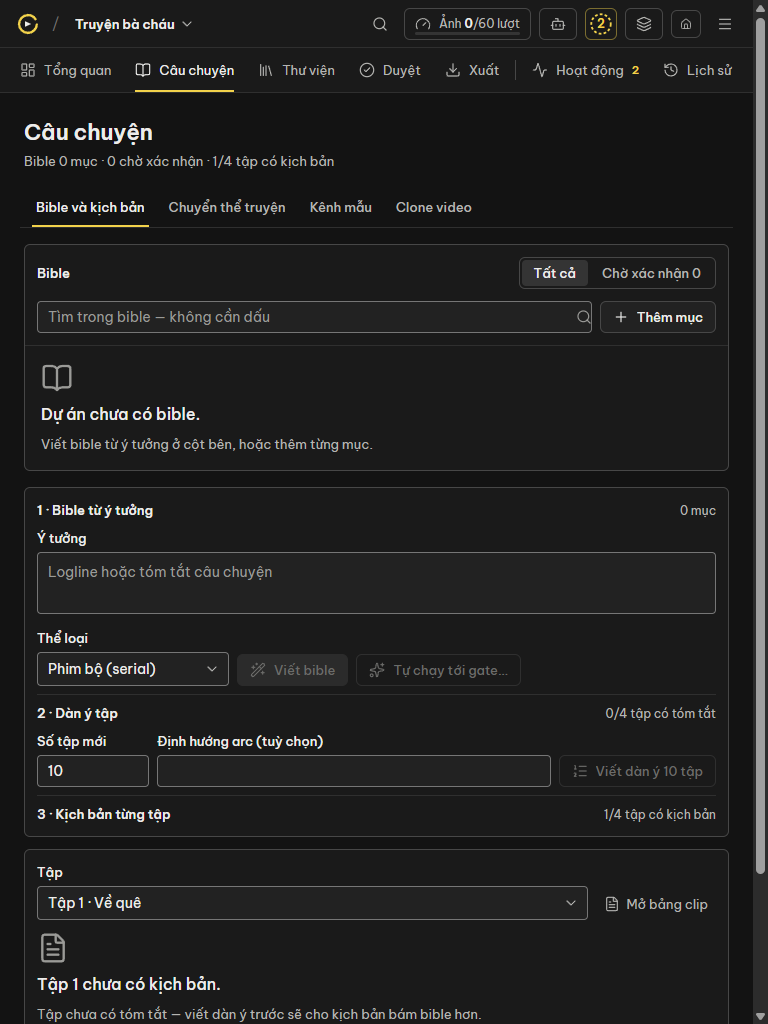 / Truyện bà cháu
Ảnh 0/60 lượt
2
Tổng quan
Câu chuyện
Thư viện
Duyệt
Xuất
Hoạt động 2
Lịch sử
Câu chuyện
Bible 0 mục · 0 chờ xác nhận · 1/4 tập có kịch bản
Bible và kịch bản
Chuyển thể truyện
Kênh mẫu
Clone video
Bible
Tất cả
Chờ xác nhận 0
Tìm trong bible — không cần dấu
Thêm mục
Dự án chưa có bible.
Viết bible từ ý tưởng ở cột bên, hoặc thêm từng mục.
1 · Bible từ ý tưởng
0 mục
Ý tưởng
Logline hoặc tóm tắt câu chuyện
Thể loại
Phim bộ (serial)
Viết bible
Tự chạy tới gate...
2 · Dàn ý tập
0/4 tập có tóm tắt
Số tập mới
Định hướng arc (tuỳ chọn)
10
Viết dàn ý 10 tập
3 · Kịch bản từng tập
1/4 tập có kịch bản
Tập
Tập 1 · Về quê
Mở bảng clip
Tập 1 chưa có kịch bản.
Tập chưa có tóm tắt — viết dàn ý trước sẽ cho kịch bản bám bible hơn.